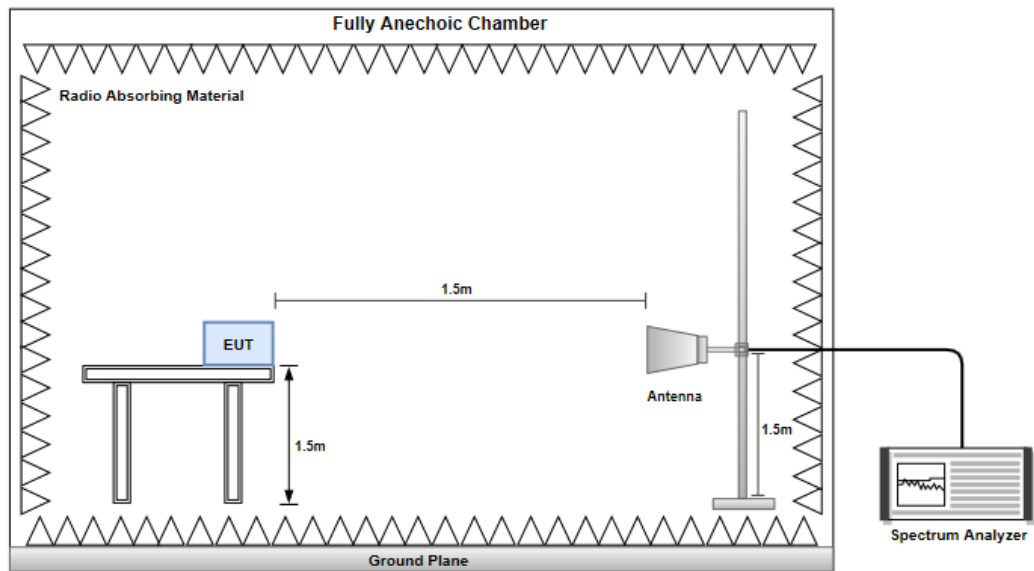 Fully Anechoic Chamber
Radio Absorbing Material
1.5m
EUT
Antenna
1.5m
1.5m
Spectrum Analyzer
Ground Plane